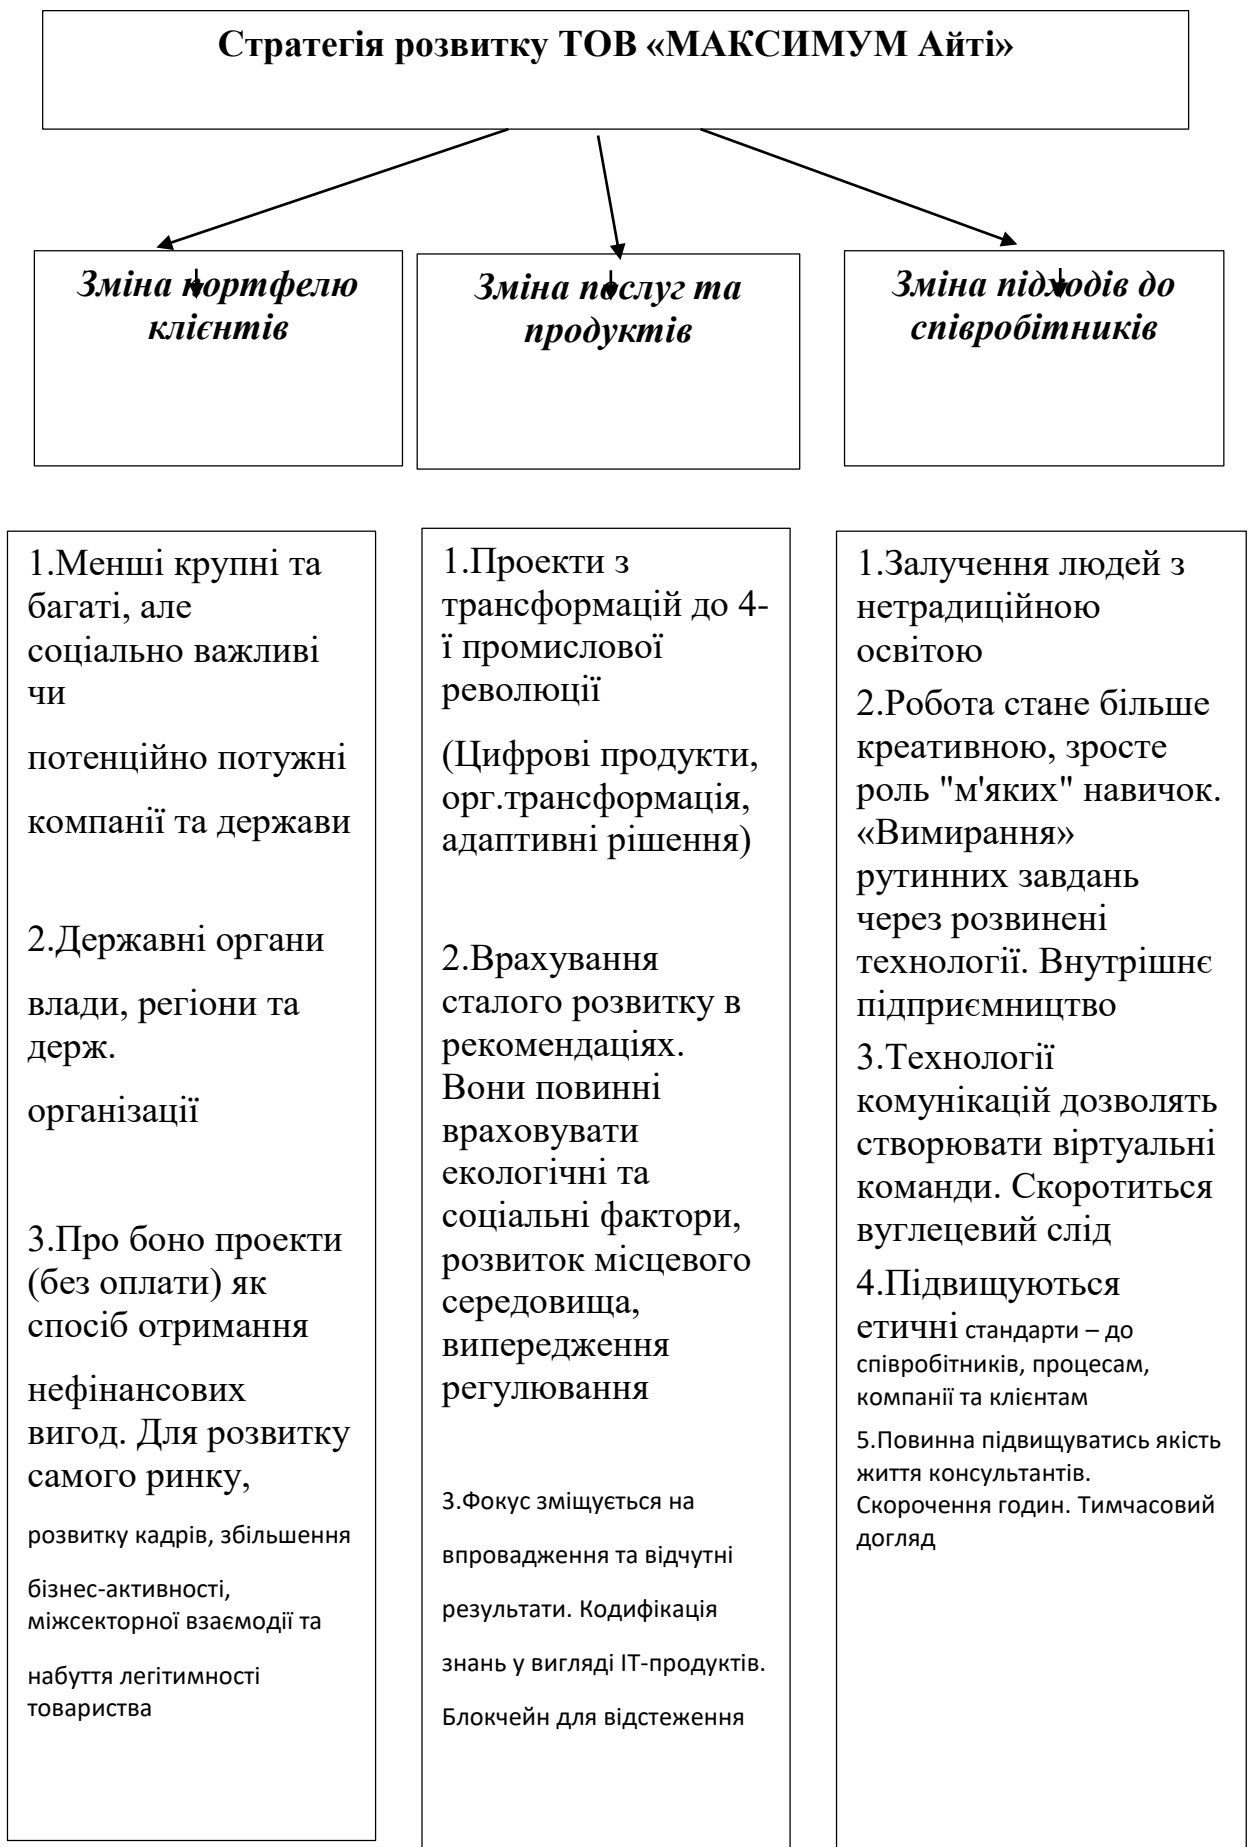 Стратегія розвитку ТОВ «МАКСИМУМ Айті»
Зміна портфелю
клієнтів
Зміна послуг та
продуктів
Зміна підходів до
співробітників
1.Менші крупні та
багаті, але
соціально важливі
чи
потенційно потужні
компанії та держави
2.Державні органи
влади, регіони та
держ.
організації
3.Про боно проекти
(без оплати) як
спосіб отримання
нефінансових
вигод. Для розвитку
самого ринку,
розвитку кадрів, збільшення
бізнес-активності,
міжсекторної взаємодії та
набуття легітимності
товариства
1.Проекти з
трансформацій до 4-
ї промислової
революції
(Цифрові продукти,
орг.трансформація,
адаптивні рішення)
2.Врахування
сталого розвитку в
рекомендаціях.
Вони повинні
враховувати
екологічні та
соціальні фактори,
розвиток місцевого
середовища,
випередження
регулювання
3.Фокус зміщується на
впровадження та відчутні
результати. Кодифікація
знань у вигляді ІТ-продуктів.
Блокчейн для відстеження
1.Залучення людей з
нетрадиційною
освітою
2.Робота стане більше
креативною, зросте
роль "м'яких" навичок.
«Вимирання»
рутинних завдань
через розвинені
технології. Внутрішнє
підприємництво
3.Технології
комунікацій дозволять
створювати віртуальні
команди. Скоротиться
вуглецевий слід
4.Підвищуються
етичні стандарти – до
співробітників, процесам,
компанії та клієнтам
5.Повинна підвищуватись якість
життя консультантів.
Скорочення годин. Тимчасовий
догляд